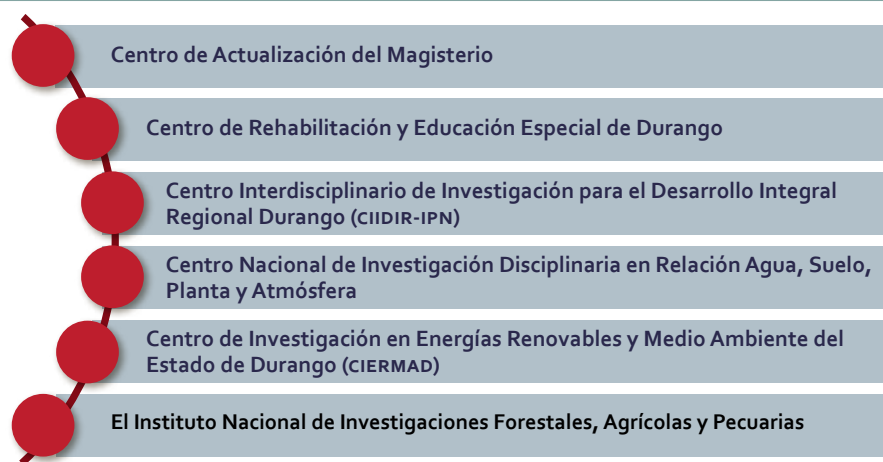 Centro de Actualización del Magisterio
Centro de Rehabilitación y Educación Especial de Durango
Centro Interdisciplinario de Investigación para el Desarrollo Integral
Regional Durango (CIIDIR-IPN)
Centro Nacional de Investigación Disciplinaria en Relación Agua, Suelo,
Planta y Atmósfera
Centro de Investigación en Energías Renovables y Medio Ambiente del
Estado de Durango (CIERMAD)
El Instituto Nacional de Investigaciones Forestales, Agrícolas y Pecuarias